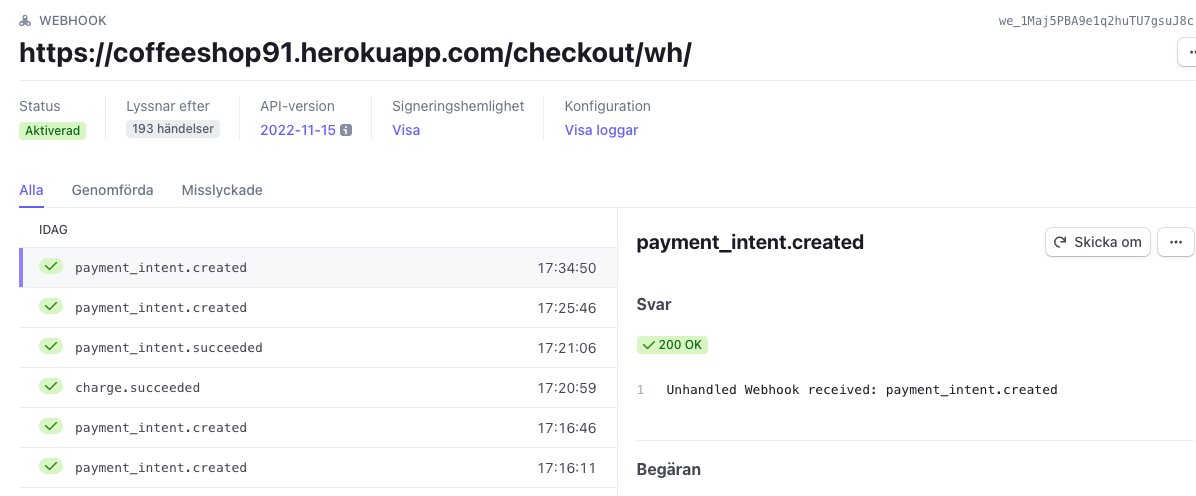 WEBHOOK
we_1Maj5PBA9e1q2huTU7gsuJ8c
https://coffeeshop91.herokuapp.com/checkout/wh/
Status
Lyssnar efter
API-version
Signeringshemlighet
Konfiguration
Aktiverad
193 händelser
2022-11-15
Visa
Visa loggar
Alla
Genomförda
Misslyckade
IDAG
payment_intent.created 17:34:50
payment_intent.created 17:25:46
payment_intent.succeeded 17:21:06
charge.succeeded 17:20:59
payment_intent.created 17:16:46
payment_intent.created 17:16:11
payment_intent.created
Skicka om
Svar
200 OK
1 Unhandled Webhook received: payment_intent.created
Begäran